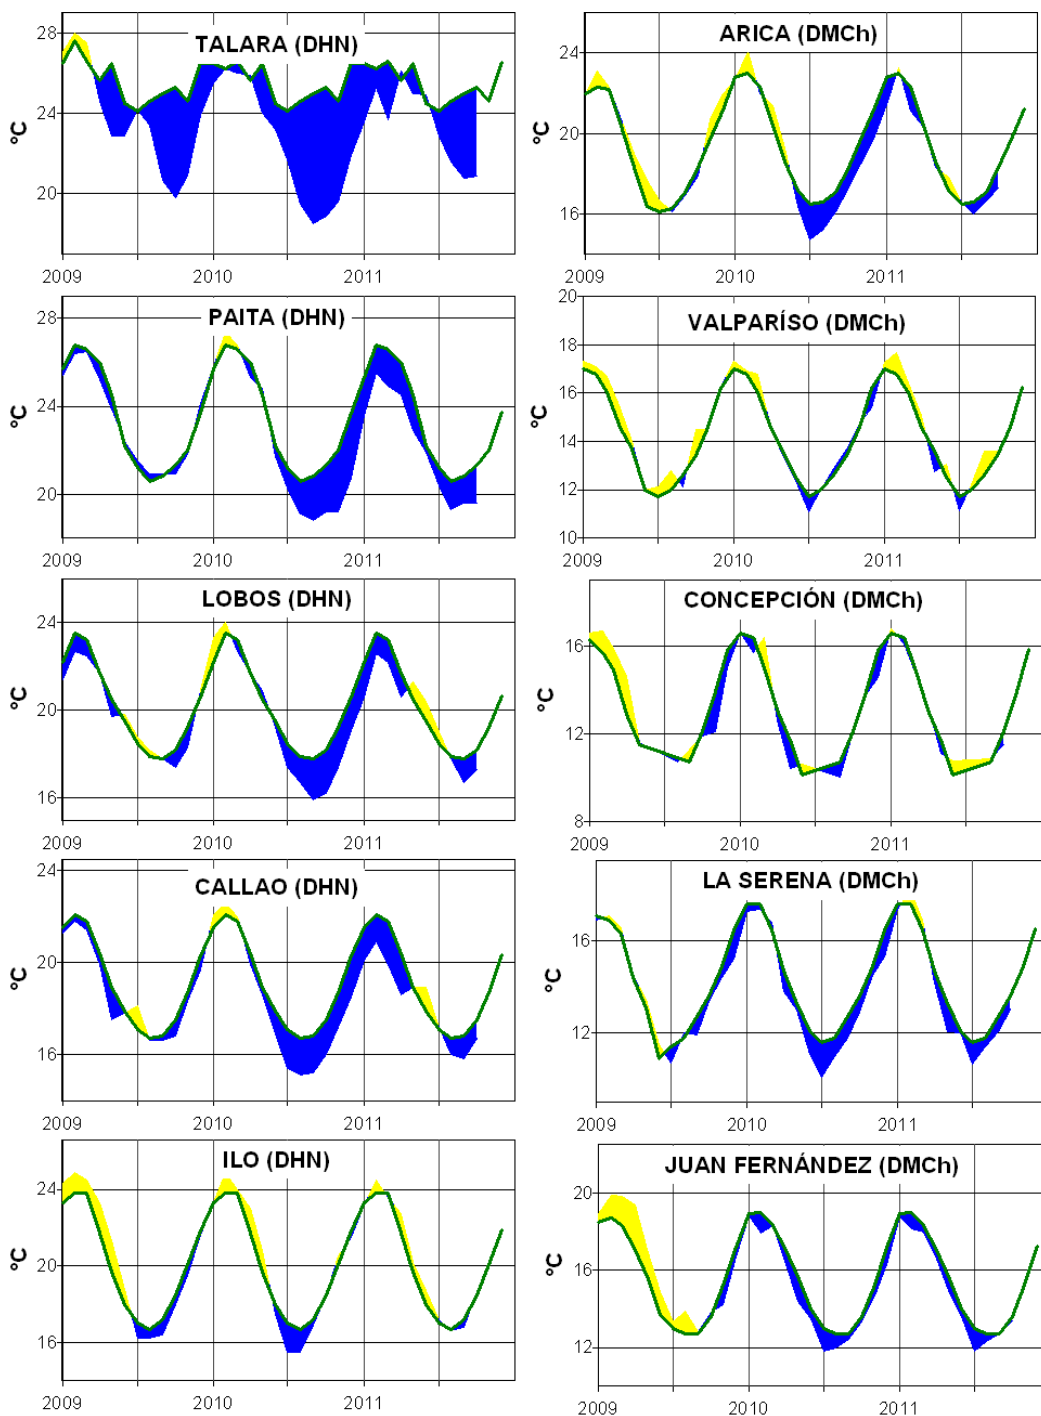 TALARA (DHN)
°C
28
24
20
2009 2010 2011
ARICA (DMCh)
°C
24
20
16
2009 2010 2011
PAITA (DHN)
°C
28
24
20
2009 2010 2011
VALPARÍSO (DMCh)
°C
20
18
16
14
12
10
2009 2010 2011
LOBOS (DHN)
°C
24
20
16
2009 2010 2011
CONCEPCIÓN (DMCh)
°C
16
12
8
2009 2010 2011
CALLAO (DHN)
°C
24
20
16
2009 2010 2011
LA SERENA (DMCh)
°C
16
12
2009 2010 2011
ILO (DHN)
°C
24
20
16
2009 2010 2011
JUAN FERNÁNDEZ (DMCh)
°C
20
16
12
2009 2010 2011